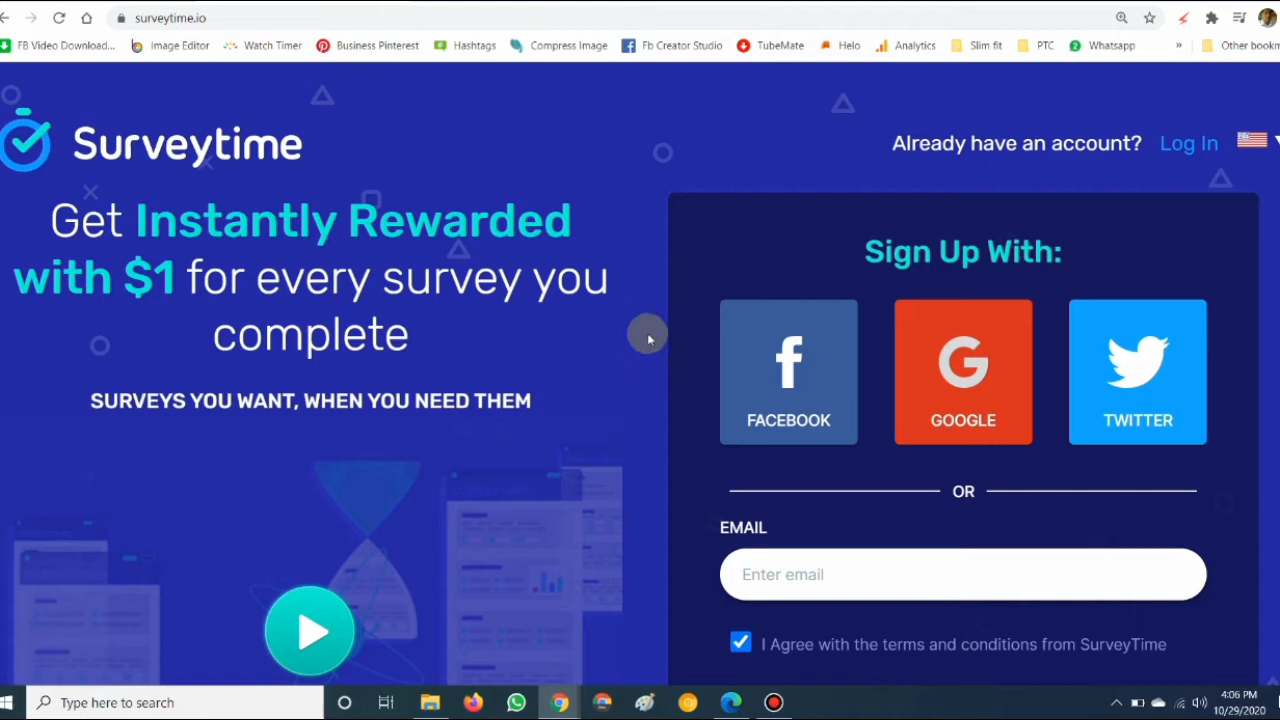 surveytime.io
FB Video Download...
Image Editor
Watch Timer
Business Pinterest
Hashtags
Compress Image
Fb Creator Studio
TubeMate
Helo
Analytics
Slim fit
PTC
2
Whatsapp
»
Other bookm
Surveytime
Already have an account? Log In
Get Instantly Rewarded
with $1 for every survey you
complete
SURVEYS YOU WANT, WHEN YOU NEED THEM
Sign Up With:
FACEBOOK
GOOGLE
TWITTER
OR
EMAIL
Enter email
I Agree with the terms and conditions from SurveyTime
Type here to search
4:06 PM
10/29/2020